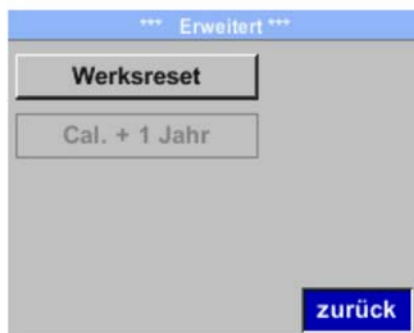 *** Erweitert ***
Werksreset
Cal. + 1 Jahr
zurück